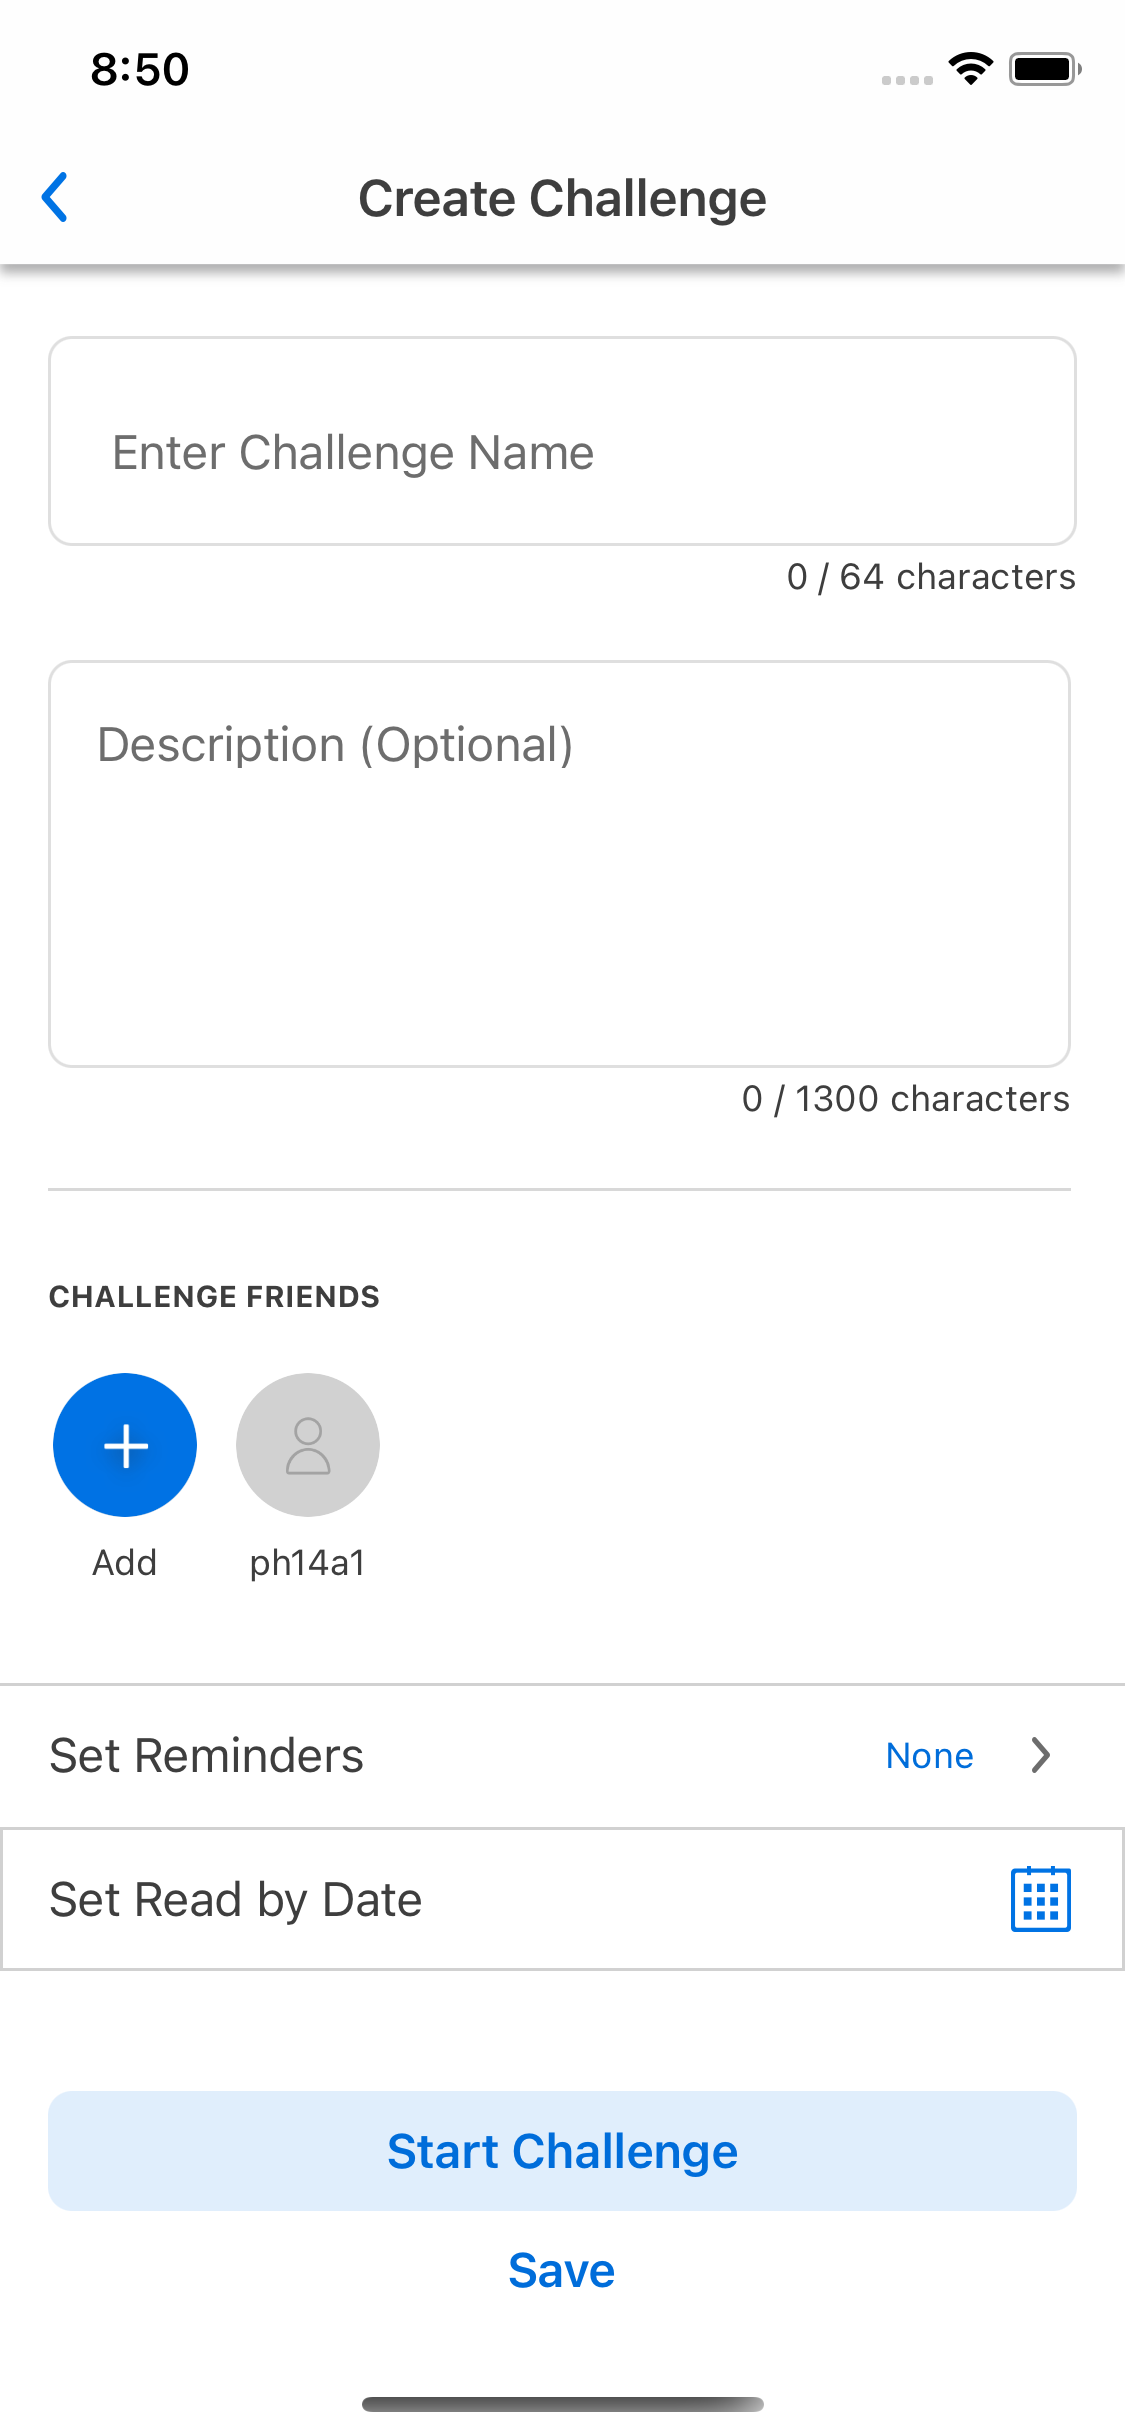 8:50
Create Challenge
Enter Challenge Name
0 / 64 characters
Description (Optional)
0 / 1300 characters
CHALLENGE FRIENDS
Add ph14a1
Set Reminders None
Set Read by Date
Start Challenge
Save